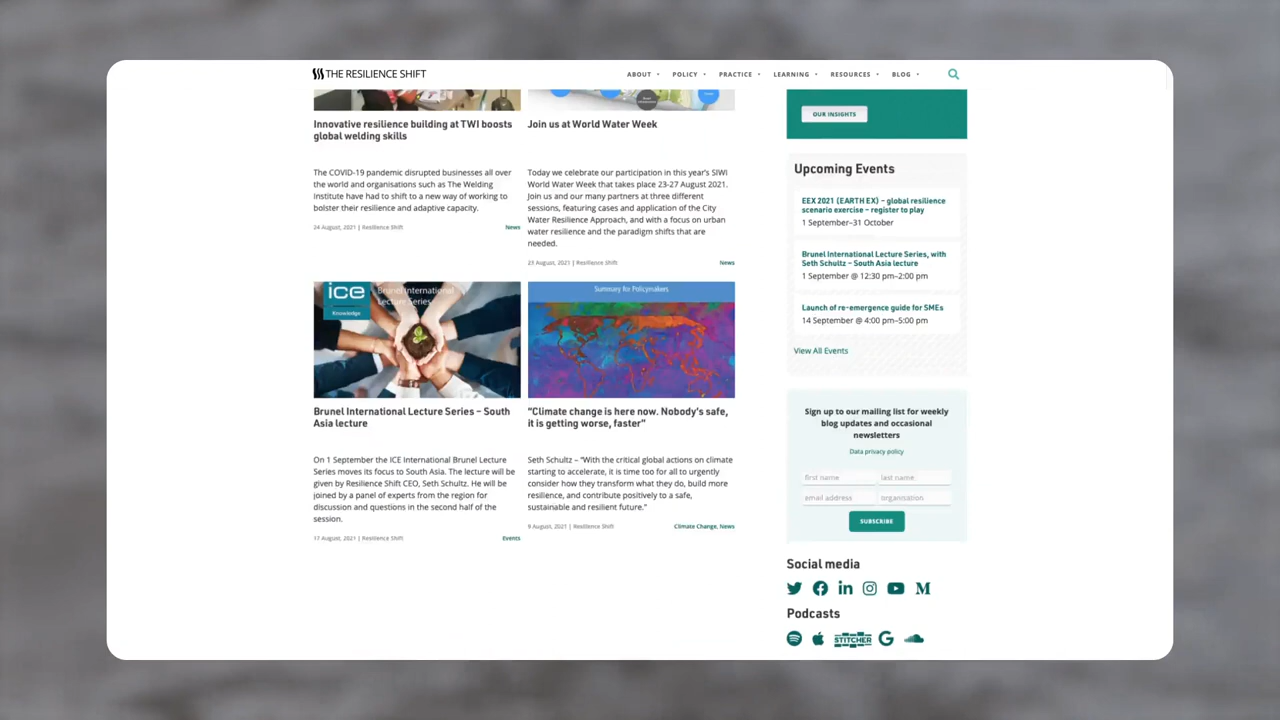 THE RESILIENCE SHIFT
ABOUT
POLICY
PRACTICE
LEARNING
RESOURCES
BLOG
Innovative resilience building at TWI boosts
global welding skills
The COVID-19 pandemic disrupted businesses all over
the world and organisations such as The Welding
Institute have had to shift to a new way of working to
bolster their resilience and adaptive capacity.
24 August, 2021 | Resilience Shift
News
Join us at World Water Week
Today we celebrate our participation in this year's SIWI
World Water Week that takes place 23-27 August 2021.
Join us and our many partners at three different
sessions, featuring cases and application of the City
Water Resilience Approach, and with a focus on urban
water resilience and the paradigm shifts that are
needed.
23 August, 2021 | Resilience Shift
News
ice
Knowledge
Brunel International
Lecture Series
Brunel International Lecture Series – South
Asia lecture
On 1 September the ICE International Brunel Lecture
Series moves its focus to South Asia. The lecture will be
given by Resilience Shift CEO, Seth Schultz. He will be
joined by a panel of experts from the region for
discussion and questions in the second half of the
session.
17 August, 2021 | Resilience Shift
Events
Summary for Policymakers
"Climate change is here now. Nobody's safe,
it is getting worse, faster"
Seth Schultz – "With the critical global actions on climate
starting to accelerate, it is time too for all to urgently
consider how they transform what they do, build more
resilience, and contribute positively to a safe,
sustainable and resilient future."
9 August, 2021 | Resilience Shift
Climate Change, News
OUR INSIGHTS
Upcoming Events
EEX 2021 (EARTH EX) – global resilience
scenario exercise – register to play
1 September–31 October
Brunel International Lecture Series, with
Seth Schultz – South Asia lecture
1 September @ 12:30 pm–2:00 pm
Launch of re-emergence guide for SMEs
14 September @ 4:00 pm–5:00 pm
View All Events
Sign up to our mailing list for weekly
blog updates and occasional
newsletters
Data privacy policy
first name
last name
email address
organisation
SUBSCRIBE
Social media
Podcasts
STITCHER